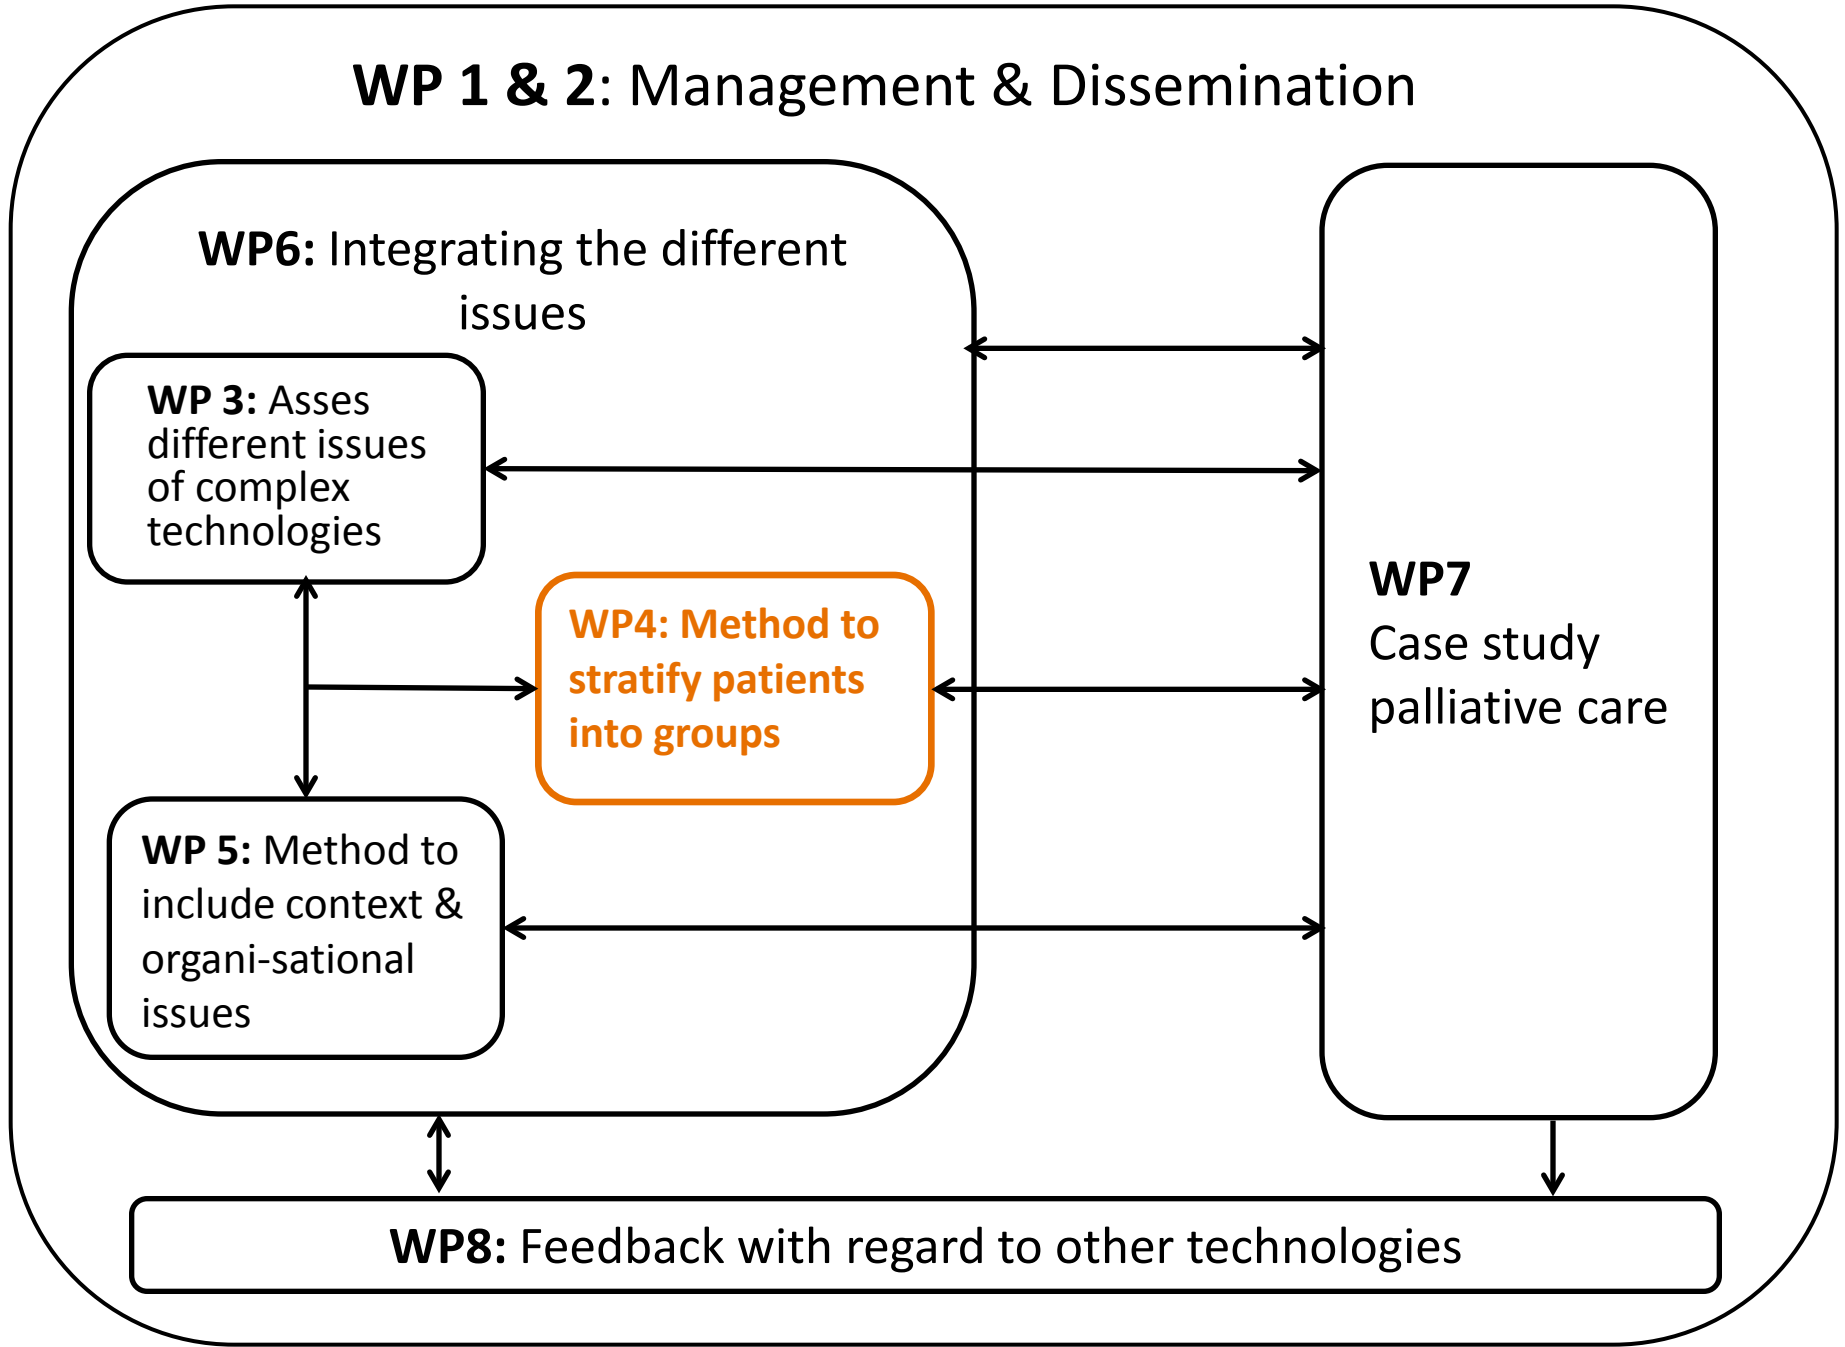 WP 1 & 2: Management & Dissemination
WP6: Integrating the different
issues
WP 3: Asses
different issues
of complex
technologies
WP4: Method to
stratify patients
into groups
WP 5: Method to
include context &
organi-sational
issues
WP7
Case study
palliative care
WP8: Feedback with regard to other technologies